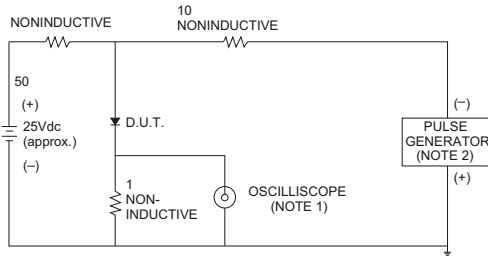 10
NONINDUCTIVE
NONINDUCTIVE
50
(+)
25Vdc
(approx.)
(–)
D.U.T.
1
NON-
INDUCTIVE
OSCILLISCOPE
(NOTE 1)
(–)
PULSE
GENERATOR
(NOTE 2)
(+)